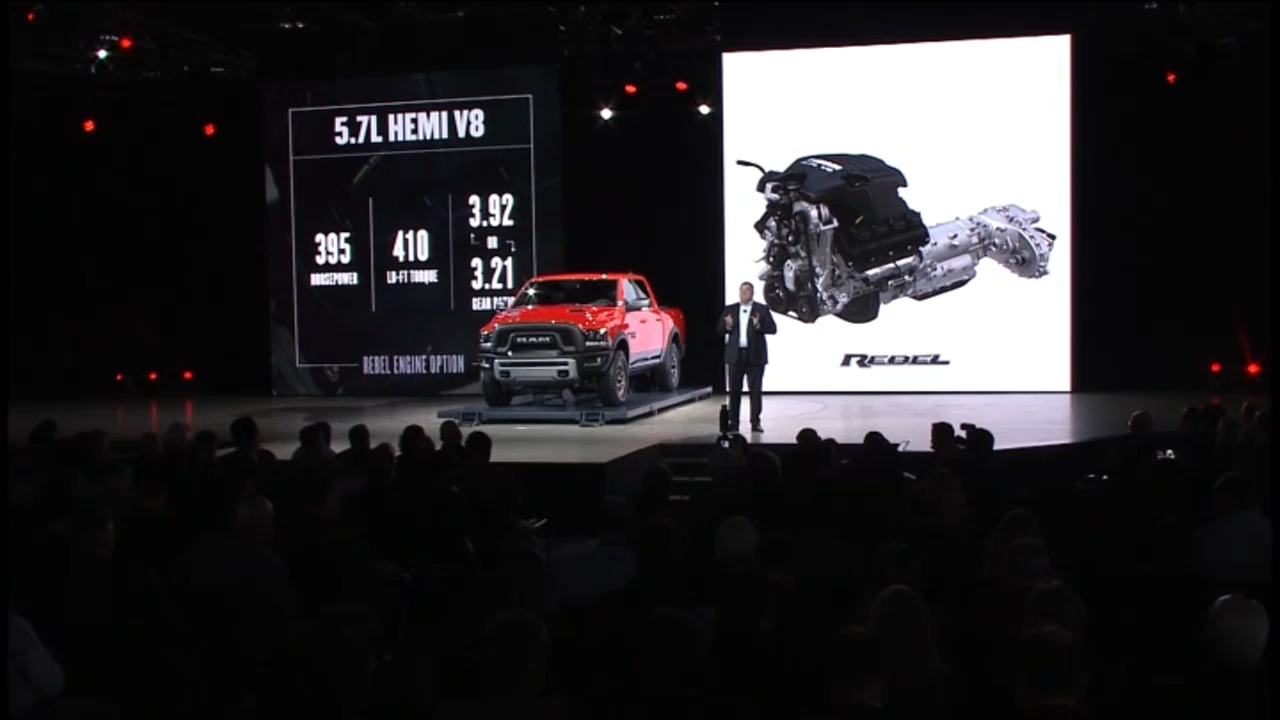 5.7L HEMI V8
395
HORSEPOWER
410
LB-FT TORQUE
3.92
OR
3.21
GEAR
REBEL ENGINE OPTION
RAM
REBEL